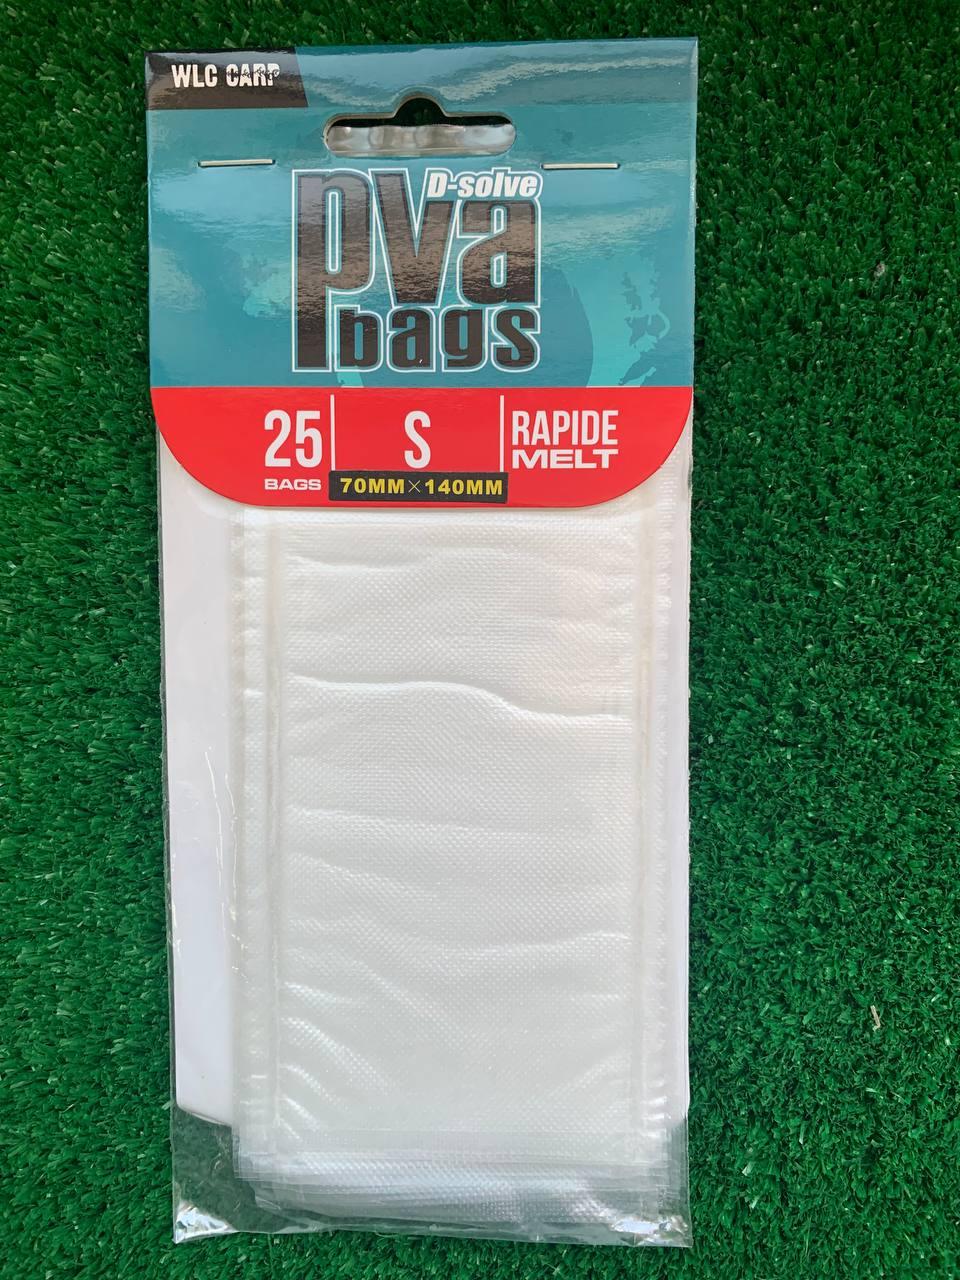 WLC CARP
D-solve
pva
bags
25
BAGS
S
70MM×140MM
RAPIDE
MELT